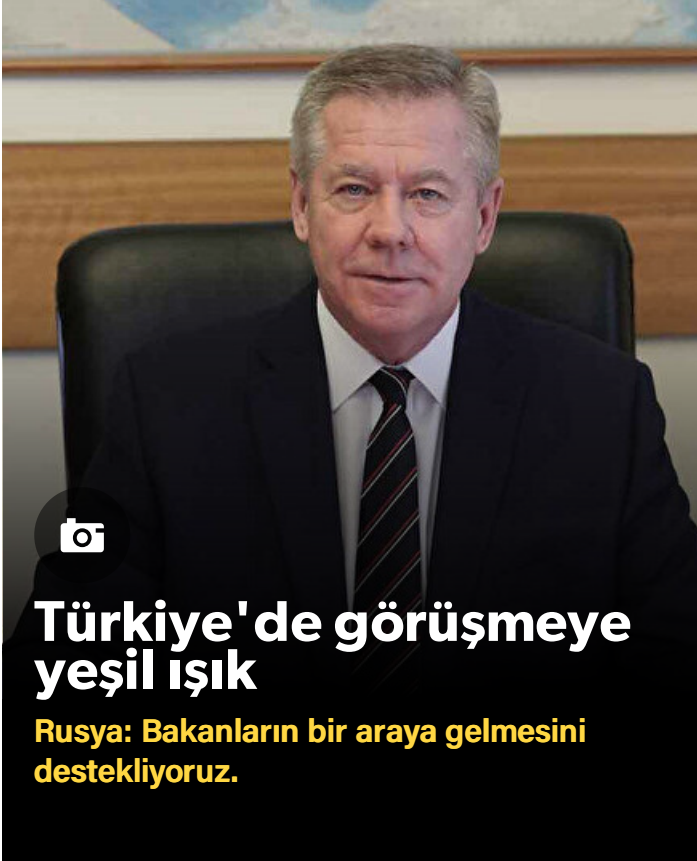 Türkiye'de görüşmeye
yeşil ışık
Rusya: Bakanların bir araya gelmesini
destekliyoruz.